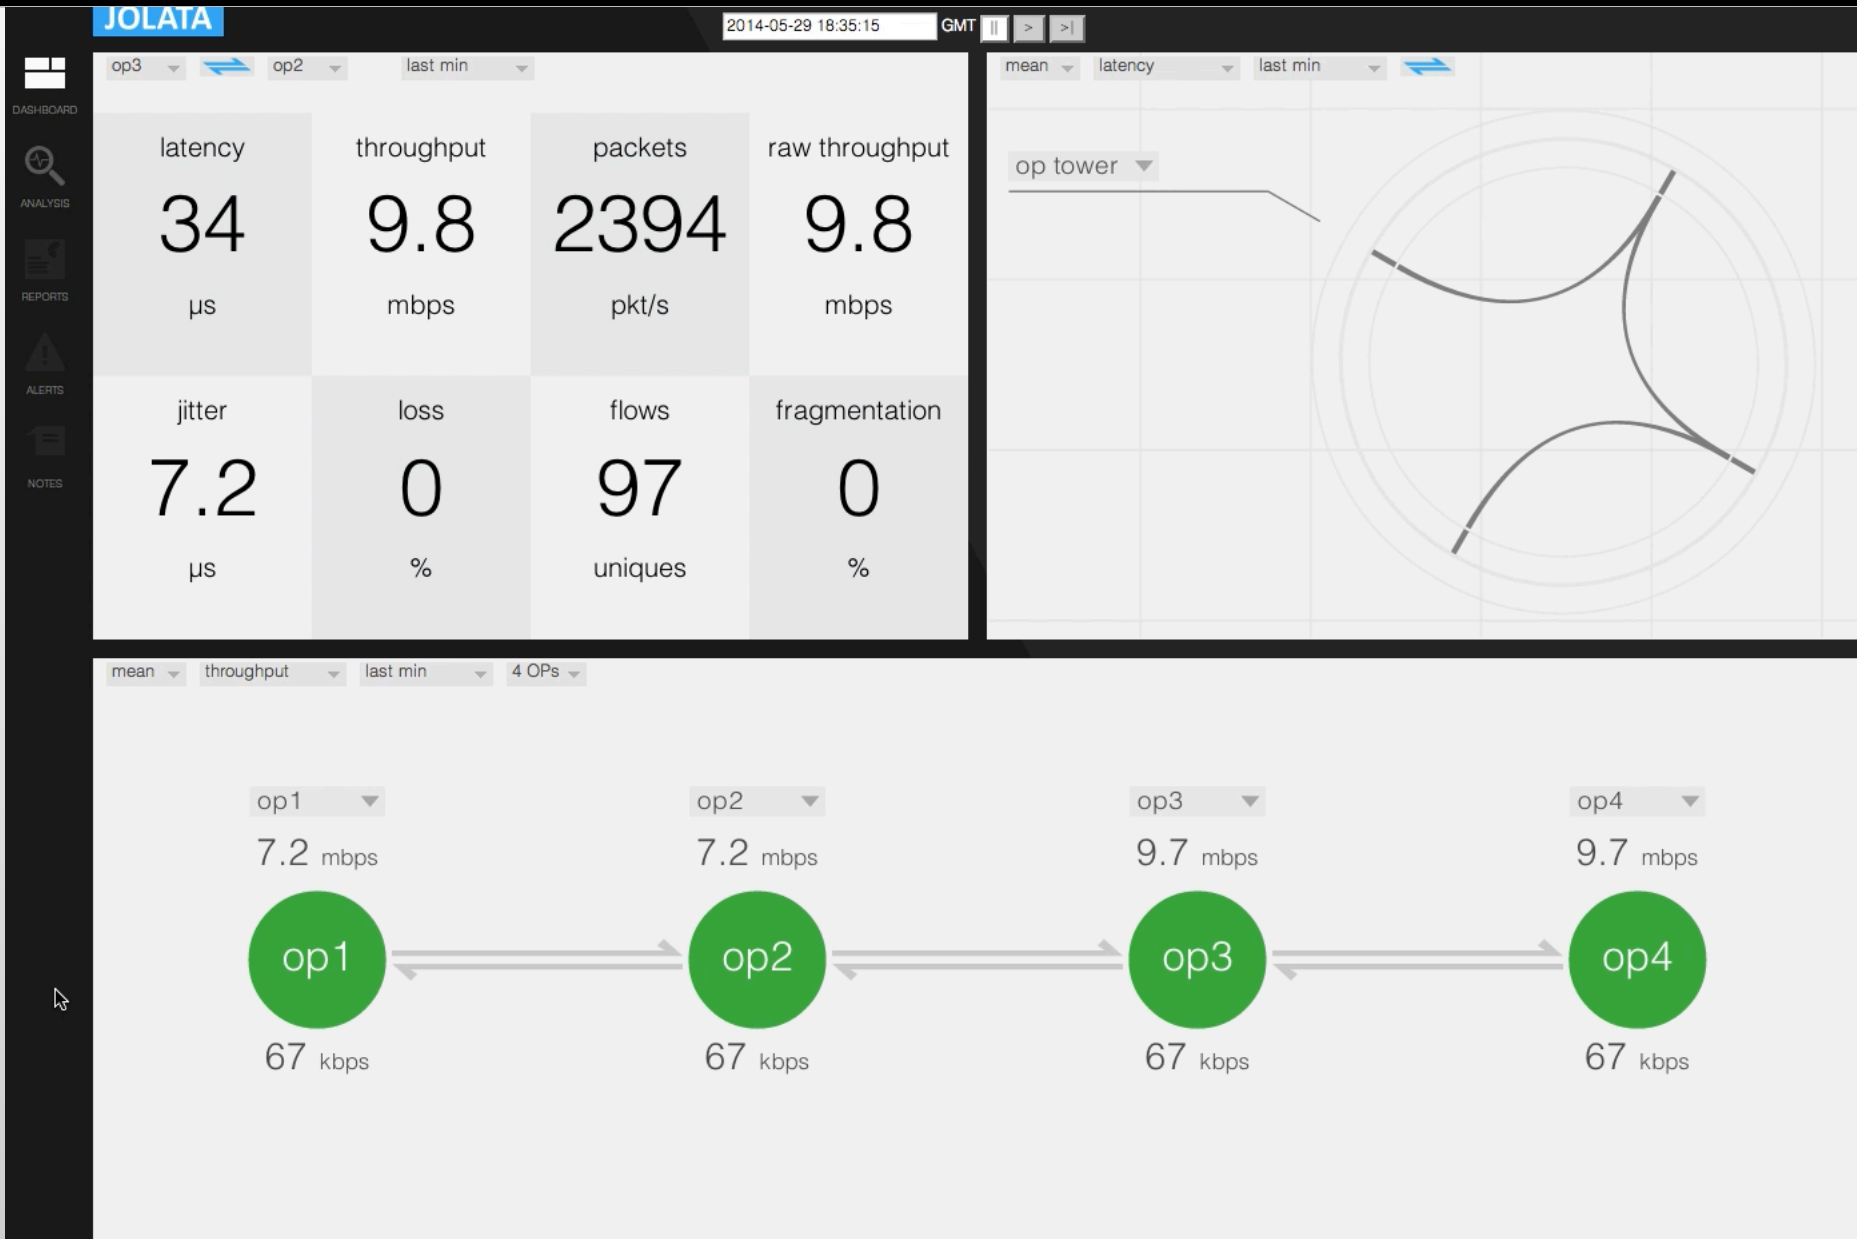 JOLATA
2014-05-29 18:35:15 GMT || > >|
DASHBOARD
ANALYSIS
REPORTS
ALERTS
NOTES
op3 op2 last min
latency throughput packets raw throughput
34 9.8 2394 9.8
µs mbps pkt/s mbps
jitter loss flows fragmentation
7.2 0 97 0
µs % uniques %
mean latency last min
op tower
mean throughput last min 4 OPs
op1 op2 op3 op4
7.2 mbps 7.2 mbps 9.7 mbps 9.7 mbps
op1 op2 op3 op4
67 kbps 67 kbps 67 kbps 67 kbps